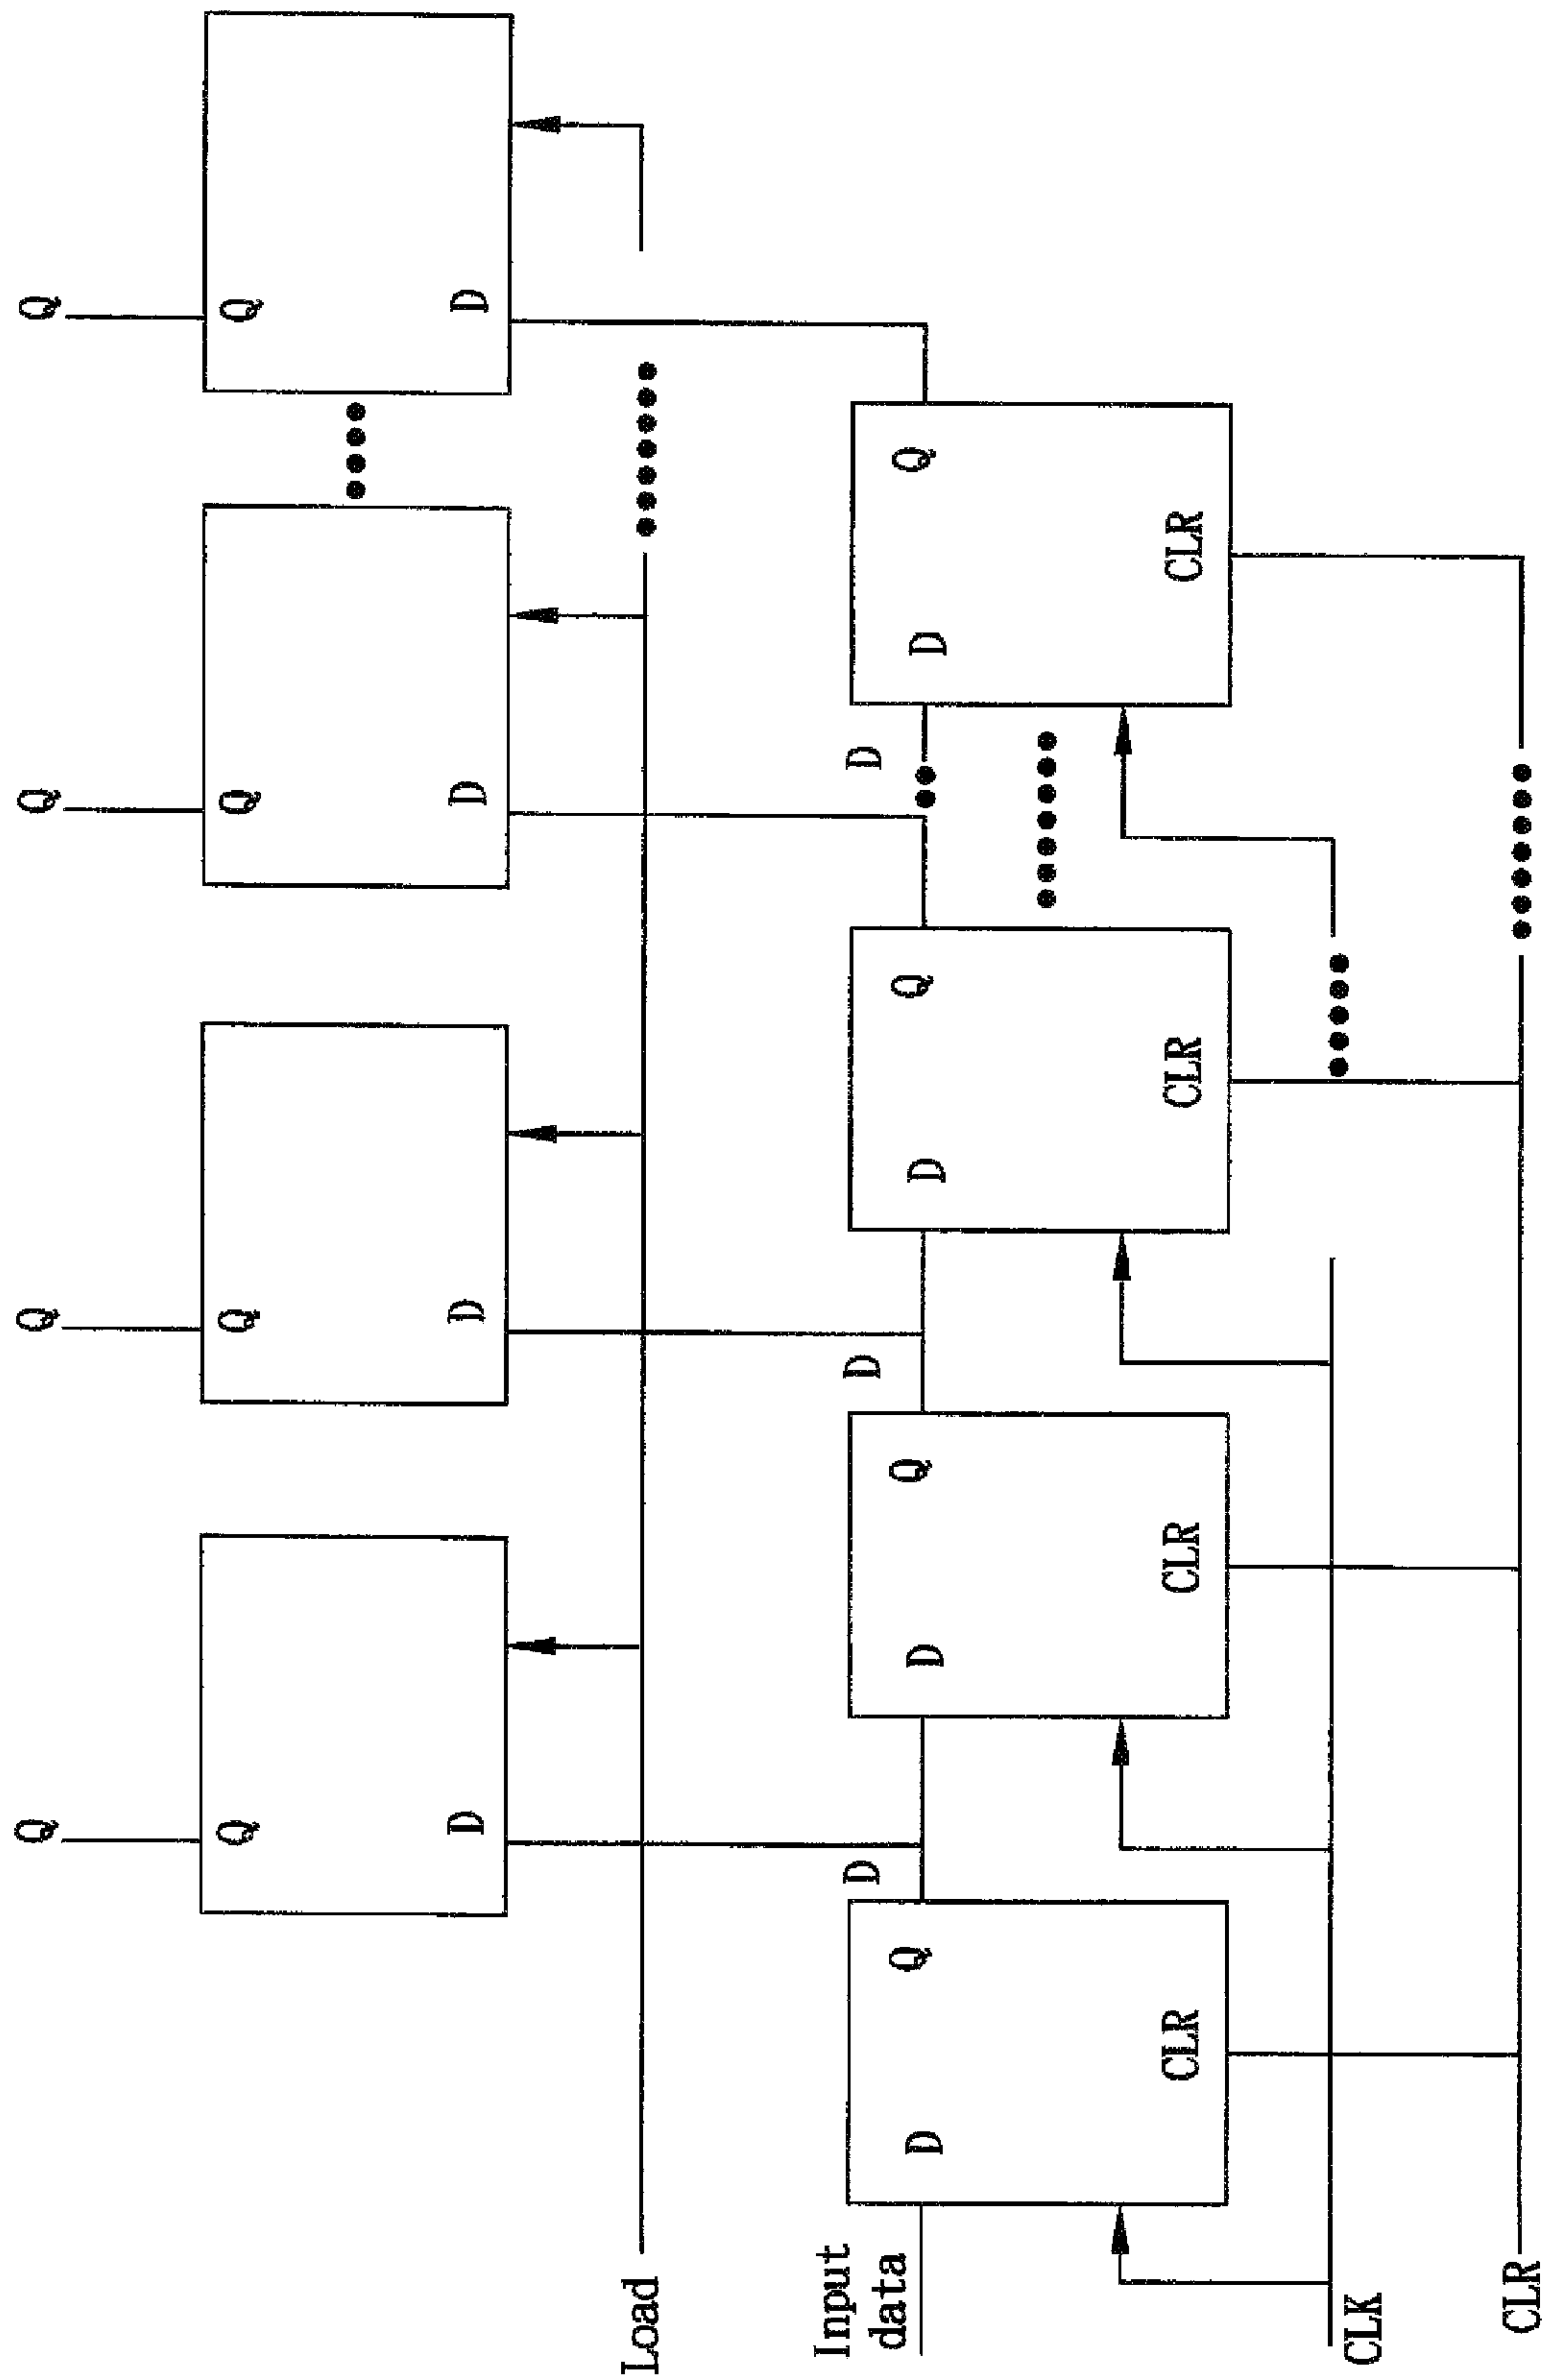 Q Q Q Q
Q Q Q Q
D D D D
Load
Input
data
D D D
D Q D Q D Q D Q
CLR CLR CLR CLR
CLK
CLR